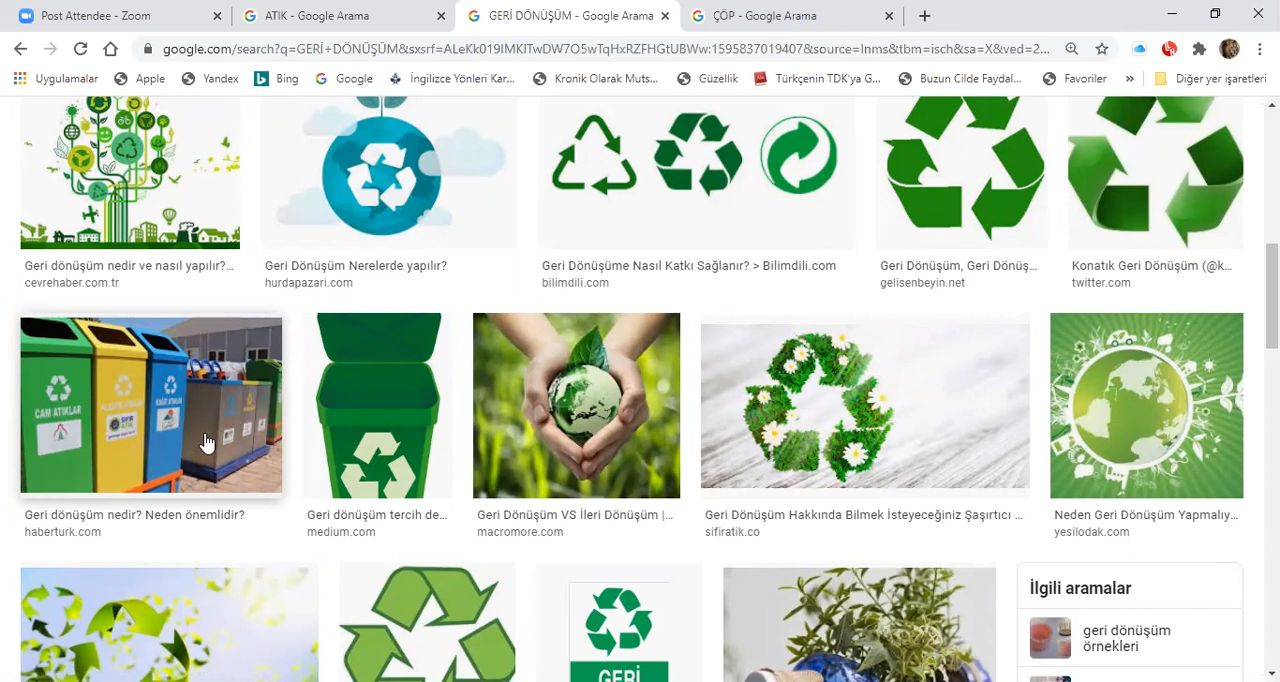 Post Attendee - Zoom
ATIK - Google Arama
GERİ DÖNÜŞÜM - Google Arama
ÇÖP - Google Arama
google.com/search?q=GERİ+DÖNÜŞÜM&sxsrf=ALeKk019IMKITwDW7O5wTqHxRZFHGtUBWw:1595837019407&source=lnms&tbm=isch&sa=X&ved=2...
Uygulamalar
Apple
Yandex
Bing
Google
İngilizce Yönleri Kar...
Kronik Olarak Muts...
Güzellik
Türkçenin TDK'ya G...
Buzun Cilde Faydal...
Favoriler
»
Diğer yer işaretleri
Geri dönüşüm nedir ve nasıl yapılır?...
cevrehaber.com.tr
Geri Dönüşüm Nerelerde yapılır?
hurdapazari.com
Geri Dönüşüme Nasıl Katkı Sağlanır? > Bilimdili.com
bilimdili.com
Geri Dönüşüm, Geri Dönüş...
gelisenbeyin.net
Konatık Geri Dönüşüm (@k...
twitter.com
CAM ATIKLAR
SIFIR ATIK
Geri dönüşüm nedir? Neden önemlidir?
haberturk.com
Geri dönüşüm tercih de...
medium.com
Geri Dönüşüm VS İleri Dönüşüm |...
macromore.com
Geri Dönüşüm Hakkında Bilmek İsteyeceğiniz Şaşırtıcı ...
sifiratik.co
Neden Geri Dönüşüm Yapmalıy...
yesilodak.com
GERİ
İlgili aramalar
geri dönüşüm
örnekleri